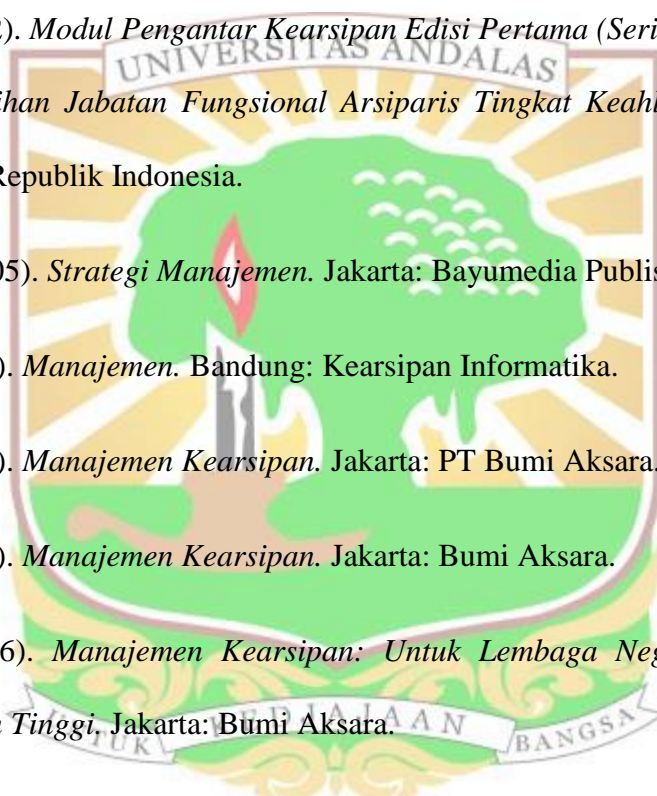 ). Modul Pengantar Kearsipan Edisi Pertama (Seri
UNIVERSITAS ANDALAS
ihan Jabatan Fungsional Arsiparis Tingkat Keahl
Republik Indonesia.
05). Strategi Manajemen. Jakarta: Bayumedia Publis
). Manajemen. Bandung: Kearsipan Informatika.
). Manajemen Kearsipan. Jakarta: PT Bumi Aksara.
). Manajemen Kearsipan. Jakarta: Bumi Aksara.
6). Manajemen Kearsipan: Untuk Lembaga Neg
Tinggi. Jakarta: Bumi Aksara.
UNTUK KEDJAJAAN BANGSA